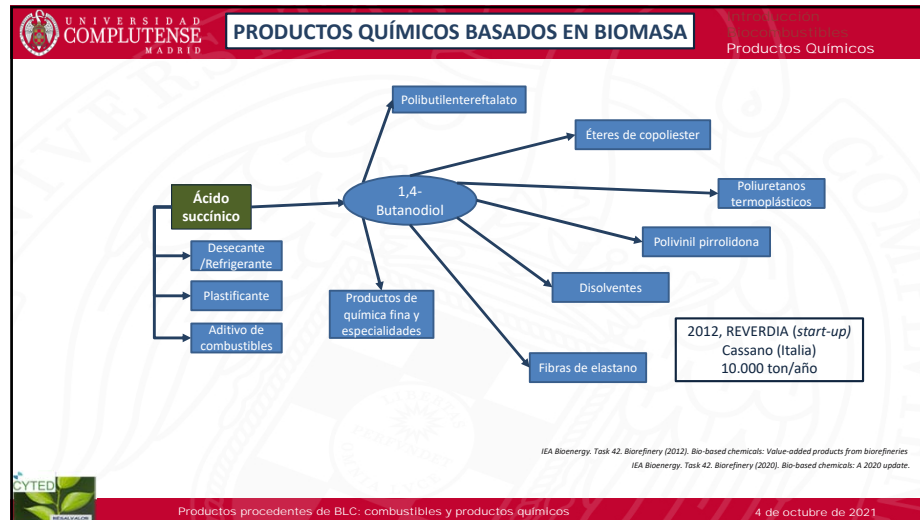 UNIVERSIDAD
COMPLUTENSE
MADRID
PRODUCTOS QUÍMICOS BASADOS EN BIOMASA
Introducción
Biocombustibles
Productos Químicos
Polibutilentereftalato
Éteres de copoliester
1,4-
Butanodiol
Poliuretanos
termoplásticos
Ácido
succínico
Polivinil pirrolidona
Desecante
/Refrigerante
Disolventes
Plastificante
Productos de
química fina y
especialidades
Aditivo de
combustibles
Fibras de elastano
2012, REVERDIA (start-up)
Cassano (Italia)
10.000 ton/año
IEA Bioenergy. Task 42. Biorefinery (2012). Bio-based chemicals: Value-added products from biorefineries
IEA Bioenergy. Task 42. Biorefinery (2020). Bio-based chemicals: A 2020 update.
CYTED
Productos procedentes de BLC: combustibles y productos químicos
4 de octubre de 2021